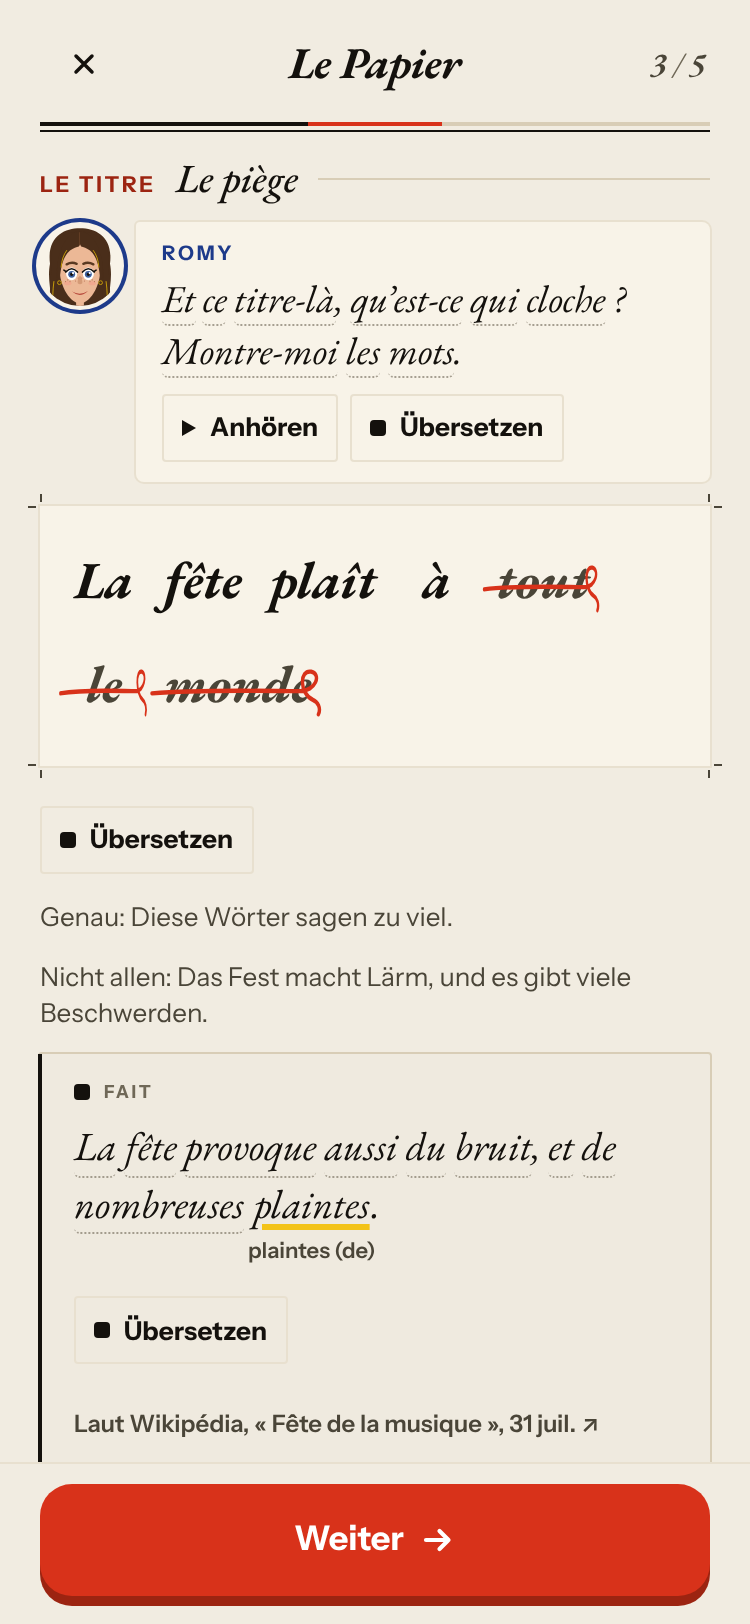 Le Papier
3 / 5
LE TITRE Le piège
ROMY
Et ce titre-là, qu’est-ce qui cloche ?
Montre-moi les mots.
Anhören
Übersetzen
La fête plaît à tout
le monde
Übersetzen
Genau: Diese Wörter sagen zu viel.
Nicht allen: Das Fest macht Lärm, und es gibt viele
Beschwerden.
FAIT
La fête provoque aussi du bruit, et de
nombreuses plaintes.
plaintes (de)
Übersetzen
Laut Wikipédia, « Fête de la musique », 31 juil. ↗
Weiter →